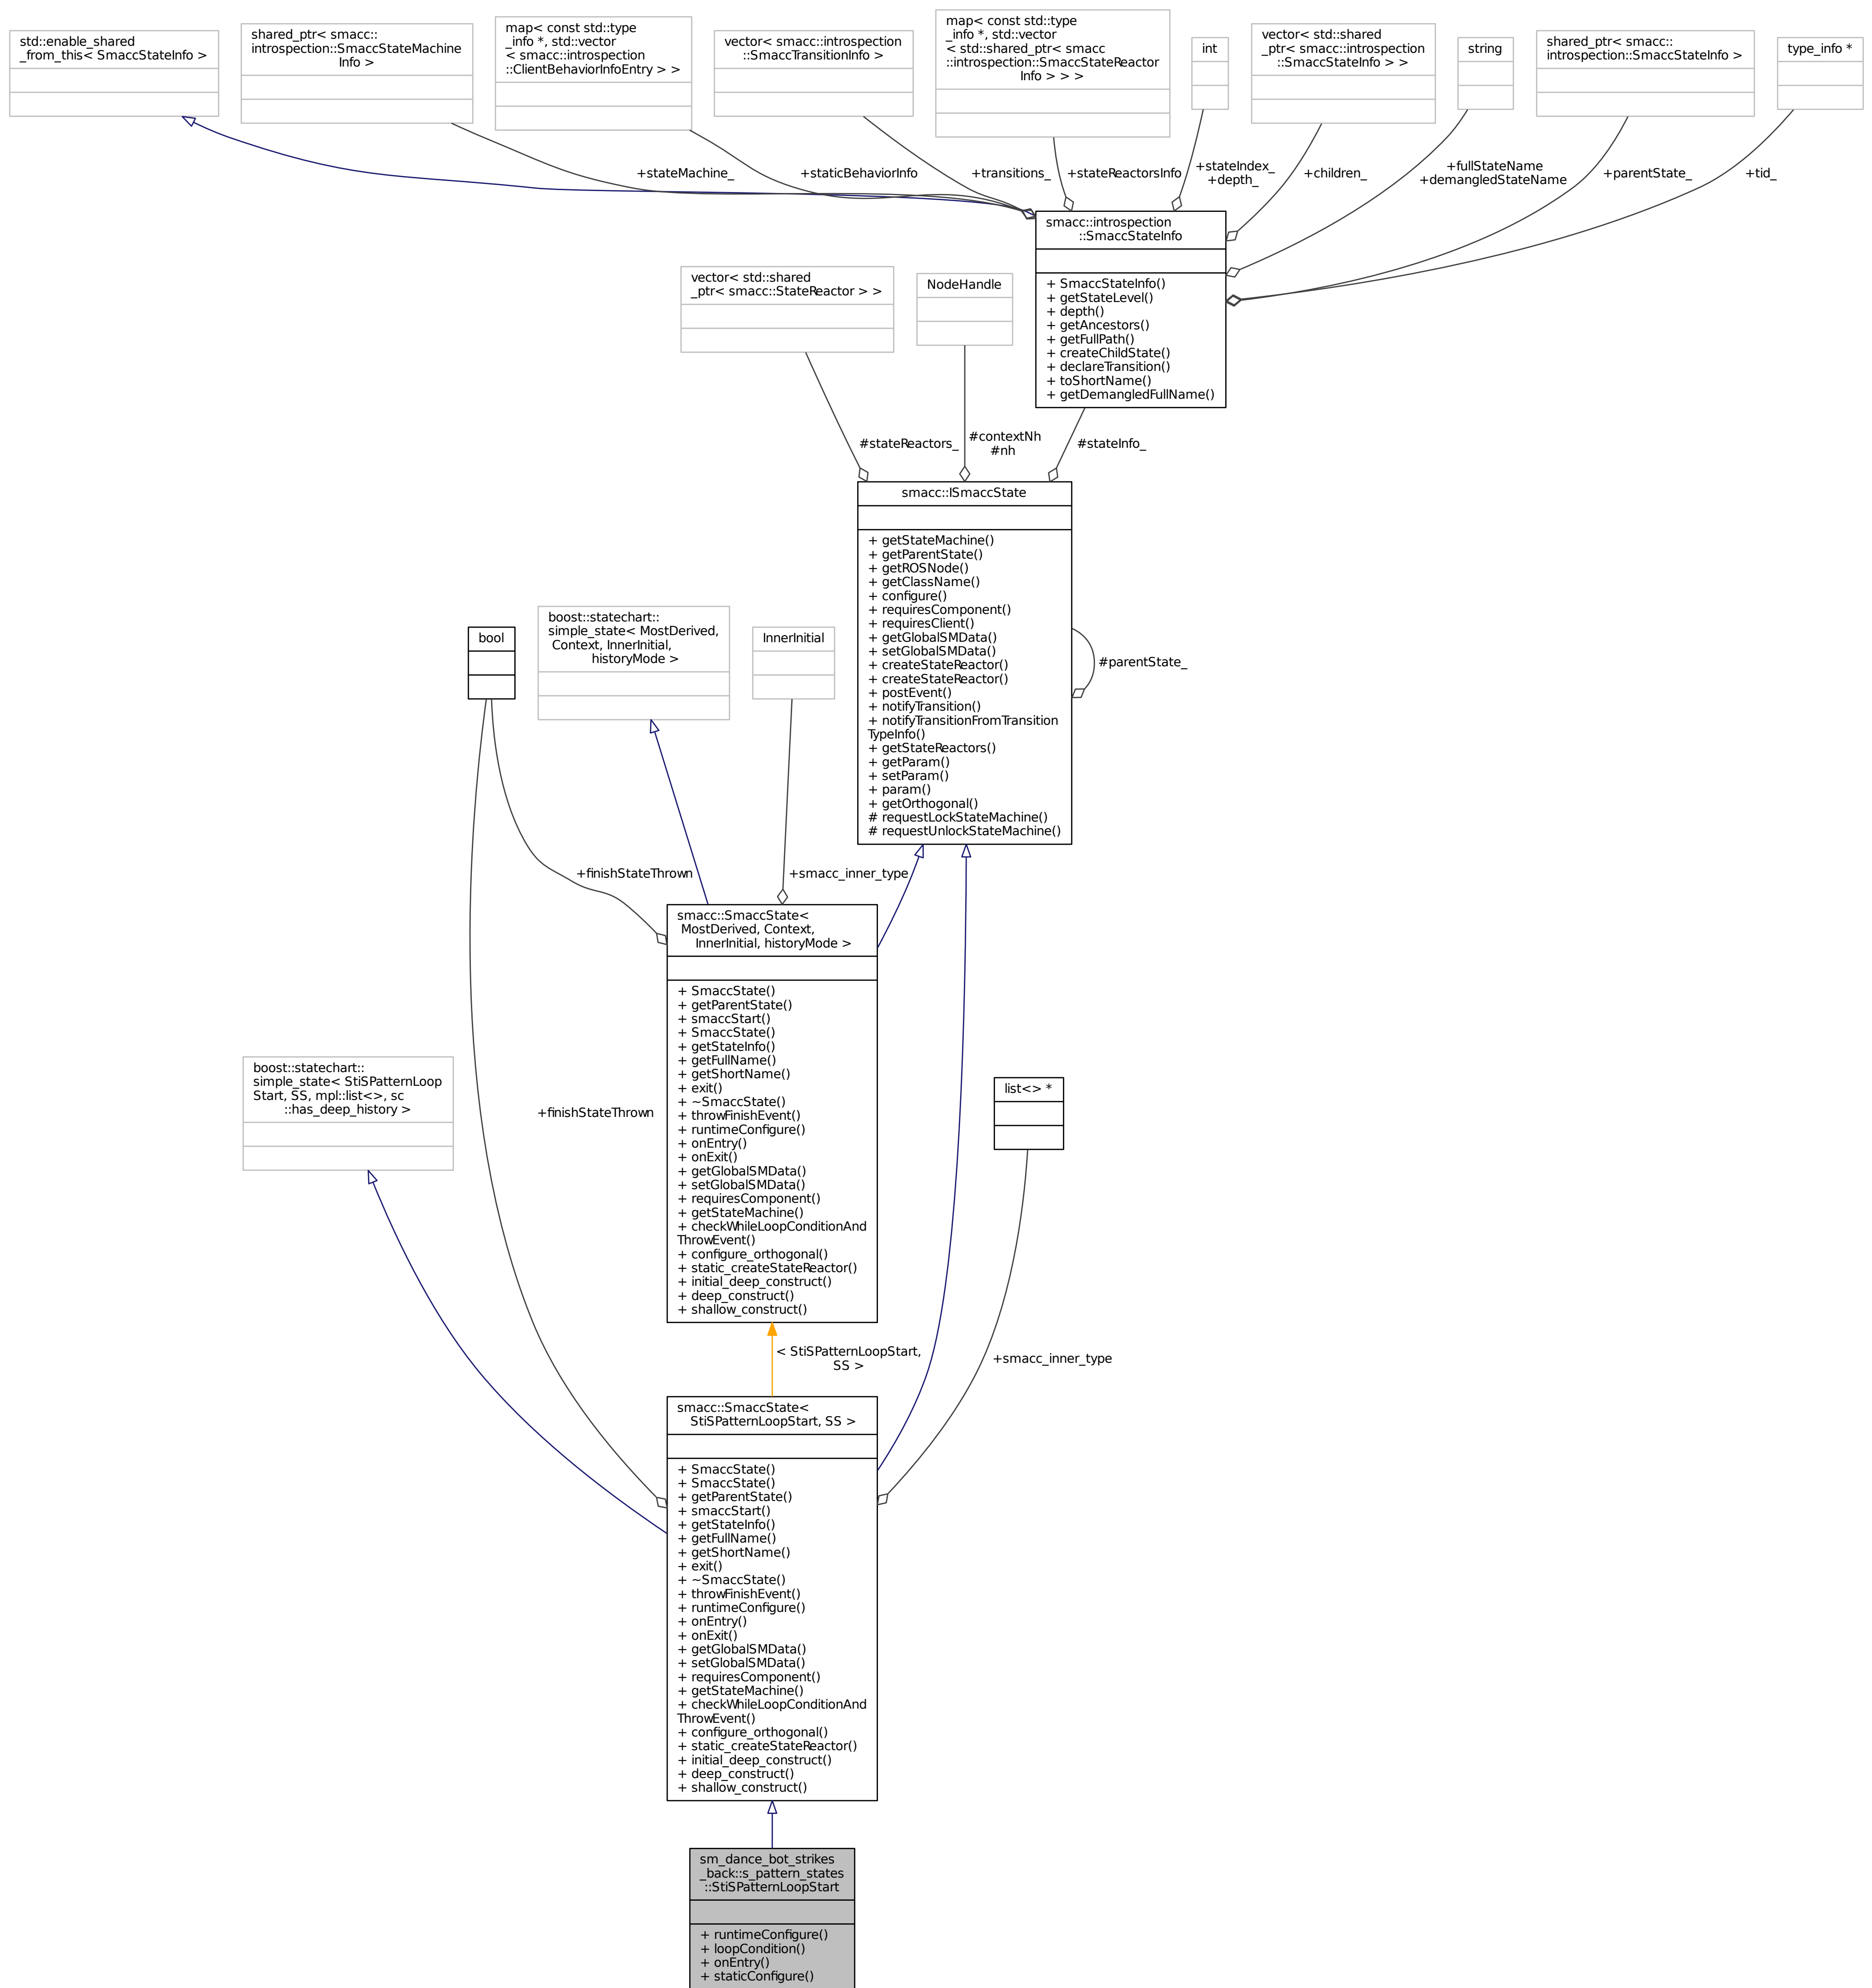 std::enable_shared
_from_this< SmaccStateInfo >
shared_ptr< smacc::
introspection::SmaccStateMachine
Info >
map< const std::type
_info *, std::vector
< smacc::introspection
::ClientBehaviorInfoEntry > >
vector< smacc::introspection
::SmaccTransitionInfo >
map< const std::type
_info *, std::vector
< std::shared_ptr< smacc
::introspection::SmaccStateReactor
Info > > >
int
vector< std::shared
_ptr< smacc::introspection
::SmaccStateInfo > >
string
shared_ptr< smacc::
introspection::SmaccStateInfo >
type_info *
+stateMachine_
+staticBehaviorInfo
+transitions_
+stateReactorsInfo
+stateIndex_
+depth_
+children_
+fullStateName
+demangledStateName
+parentState_
+tid_
smacc::introspection
::SmaccStateInfo
+ SmaccStateInfo()
+ getStateLevel()
+ depth()
+ getAncestors()
+ getFullPath()
+ createChildState()
+ declareTransition()
+ toShortName()
+ getDemangledFullName()
vector< std::shared
_ptr< smacc::StateReactor > >
NodeHandle
#stateReactors_
#contextNh
#nh
#stateInfo_
smacc::ISmaccState
+ getStateMachine()
+ getParentState()
+ getROSNode()
+ getClassName()
+ configure()
+ requiresComponent()
+ requiresClient()
+ getGlobalSMData()
+ setGlobalSMData()
+ createStateReactor()
+ createStateReactor()
+ postEvent()
+ notifyTransition()
+ notifyTransitionFromTransition
TypeInfo()
+ getStateReactors()
+ getParam()
+ setParam()
+ param()
+ getOrthogonal()
# requestLockStateMachine()
# requestUnlockStateMachine()
#parentState_
bool
boost::statechart::
simple_state< MostDerived,
Context, InnerInitial,
historyMode >
InnerInitial
+finishStateThrown
+smacc_inner_type
smacc::SmaccState<
MostDerived, Context,
InnerInitial, historyMode >
+ SmaccState()
+ getParentState()
+ smaccStart()
+ SmaccState()
+ getStateInfo()
+ getFullName()
+ getShortName()
+ exit()
+ ~SmaccState()
+ throwFinishEvent()
+ runtimeConfigure()
+ onEntry()
+ onExit()
+ getGlobalSMData()
+ setGlobalSMData()
+ requiresComponent()
+ getStateMachine()
+ checkWhileLoopConditionAnd
ThrowEvent()
+ configure_orthogonal()
+ static_createStateReactor()
+ initial_deep_construct()
+ deep_construct()
+ shallow_construct()
boost::statechart::
simple_state< StiSPatternLoop
Start, SS, mpl::list<>, sc
::has_deep_history >
+finishStateThrown
list<> *
< StiSPatternLoopStart,
SS >
+smacc_inner_type
smacc::SmaccState<
StiSPatternLoopStart, SS >
+ SmaccState()
+ SmaccState()
+ getParentState()
+ smaccStart()
+ getStateInfo()
+ getFullName()
+ getShortName()
+ exit()
+ ~SmaccState()
+ throwFinishEvent()
+ runtimeConfigure()
+ onEntry()
+ onExit()
+ getGlobalSMData()
+ setGlobalSMData()
+ requiresComponent()
+ getStateMachine()
+ checkWhileLoopConditionAnd
ThrowEvent()
+ configure_orthogonal()
+ static_createStateReactor()
+ initial_deep_construct()
+ deep_construct()
+ shallow_construct()
sm_dance_bot_strikes
_back::s_pattern_states
::StiSPatternLoopStart
+ runtimeConfigure()
+ loopCondition()
+ onEntry()
+ staticConfigure()